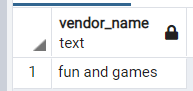 vendor_name
text
1 fun and games